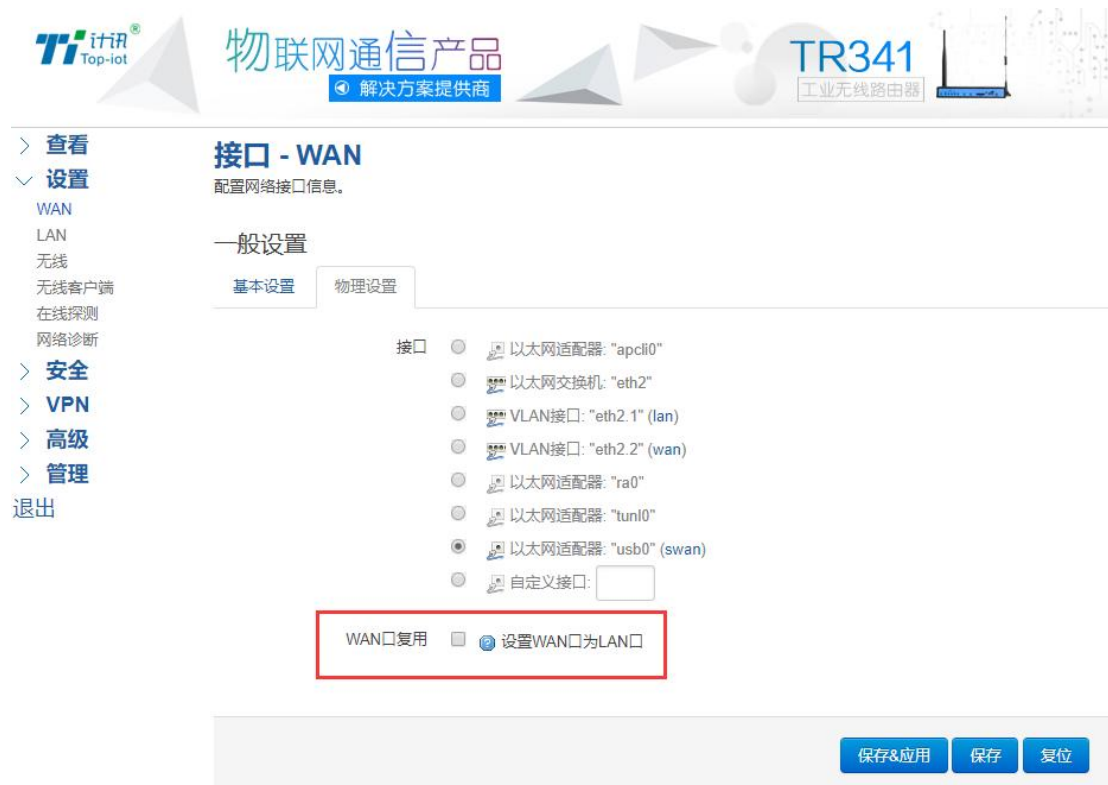 Ti 计讯®
Top-iot
物联网通信产品
解决方案提供商
TR341
工业无线路由器
查看
设置
WAN
LAN
无线
无线客户端
在线探测
网络诊断
安全
VPN
高级
管理
退出
接口 - WAN
配置网络接口信息。
一般设置
基本设置 物理设置
接口 以太网适配器: "apcli0"
以太网交换机: "eth2"
VLAN接口: "eth2.1" (lan)
VLAN接口: "eth2.2" (wan)
以太网适配器: "ra0"
以太网适配器: "tunl0"
以太网适配器: "usb0" (swan)
自定义接口:
WAN口复用 设置WAN口为LAN口
保存&应用 保存 复位